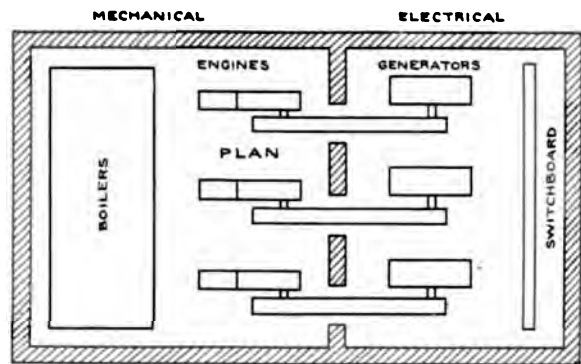 MECHANICAL ELECTRICAL
ENGINES GENERATORS
PLAN
BOILERS
SWITCHBOARD